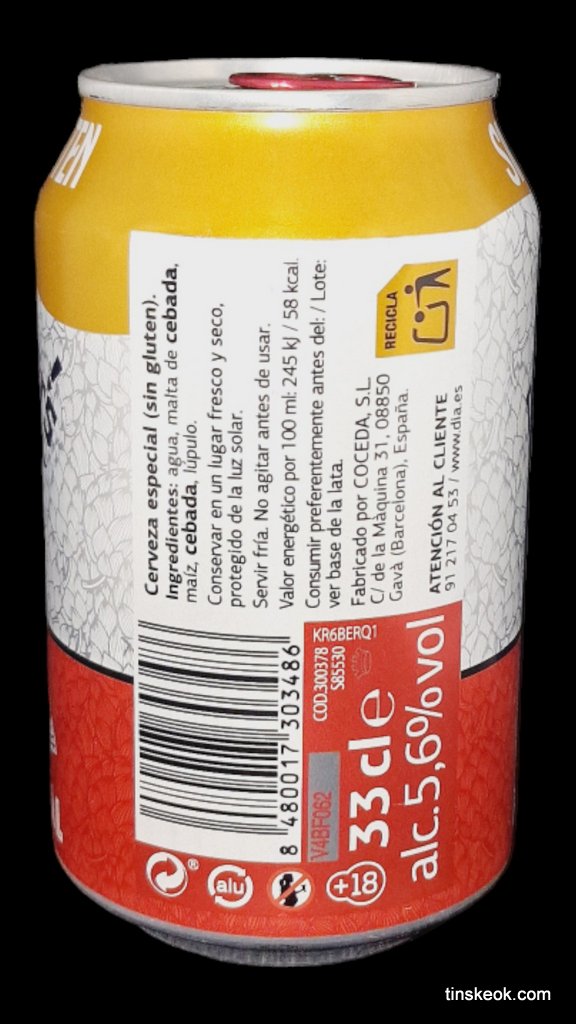 Cerveza especial (sin gluten).
Ingredientes: agua, malta de cebada,
maíz, cebada, lúpulo.
Conservar en un lugar fresco y seco,
protegido de la luz solar.
Servir fría. No agitar antes de usar.
Valor energético por 100 ml: 245 kJ / 58 kcal.
Consumir preferentemente antes del: / Lote:
ver base de la lata.
Fabricado por COCEDA, S.L.
C/ de la Màquina 31, 08850
Gavà (Barcelona), España.
ATENCIÓN AL CLIENTE
91 217 04 53 / www.dia.es
RECICLA
8 480017 303486
KR6BERQ1
COD.300378
S85530
V4BF062
33 cl e
alc. 5,6% vol
®
alu
+18
tinskeok.com